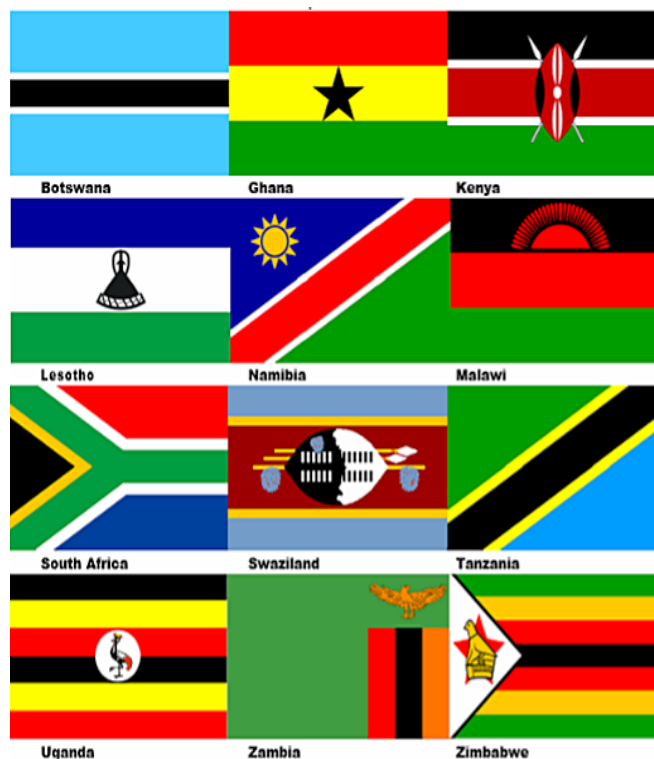 Botswana Ghana Kenya
Lesotho Namibia Malawi
South Africa Swaziland Tanzania
Uganda Zambia Zimbabwe